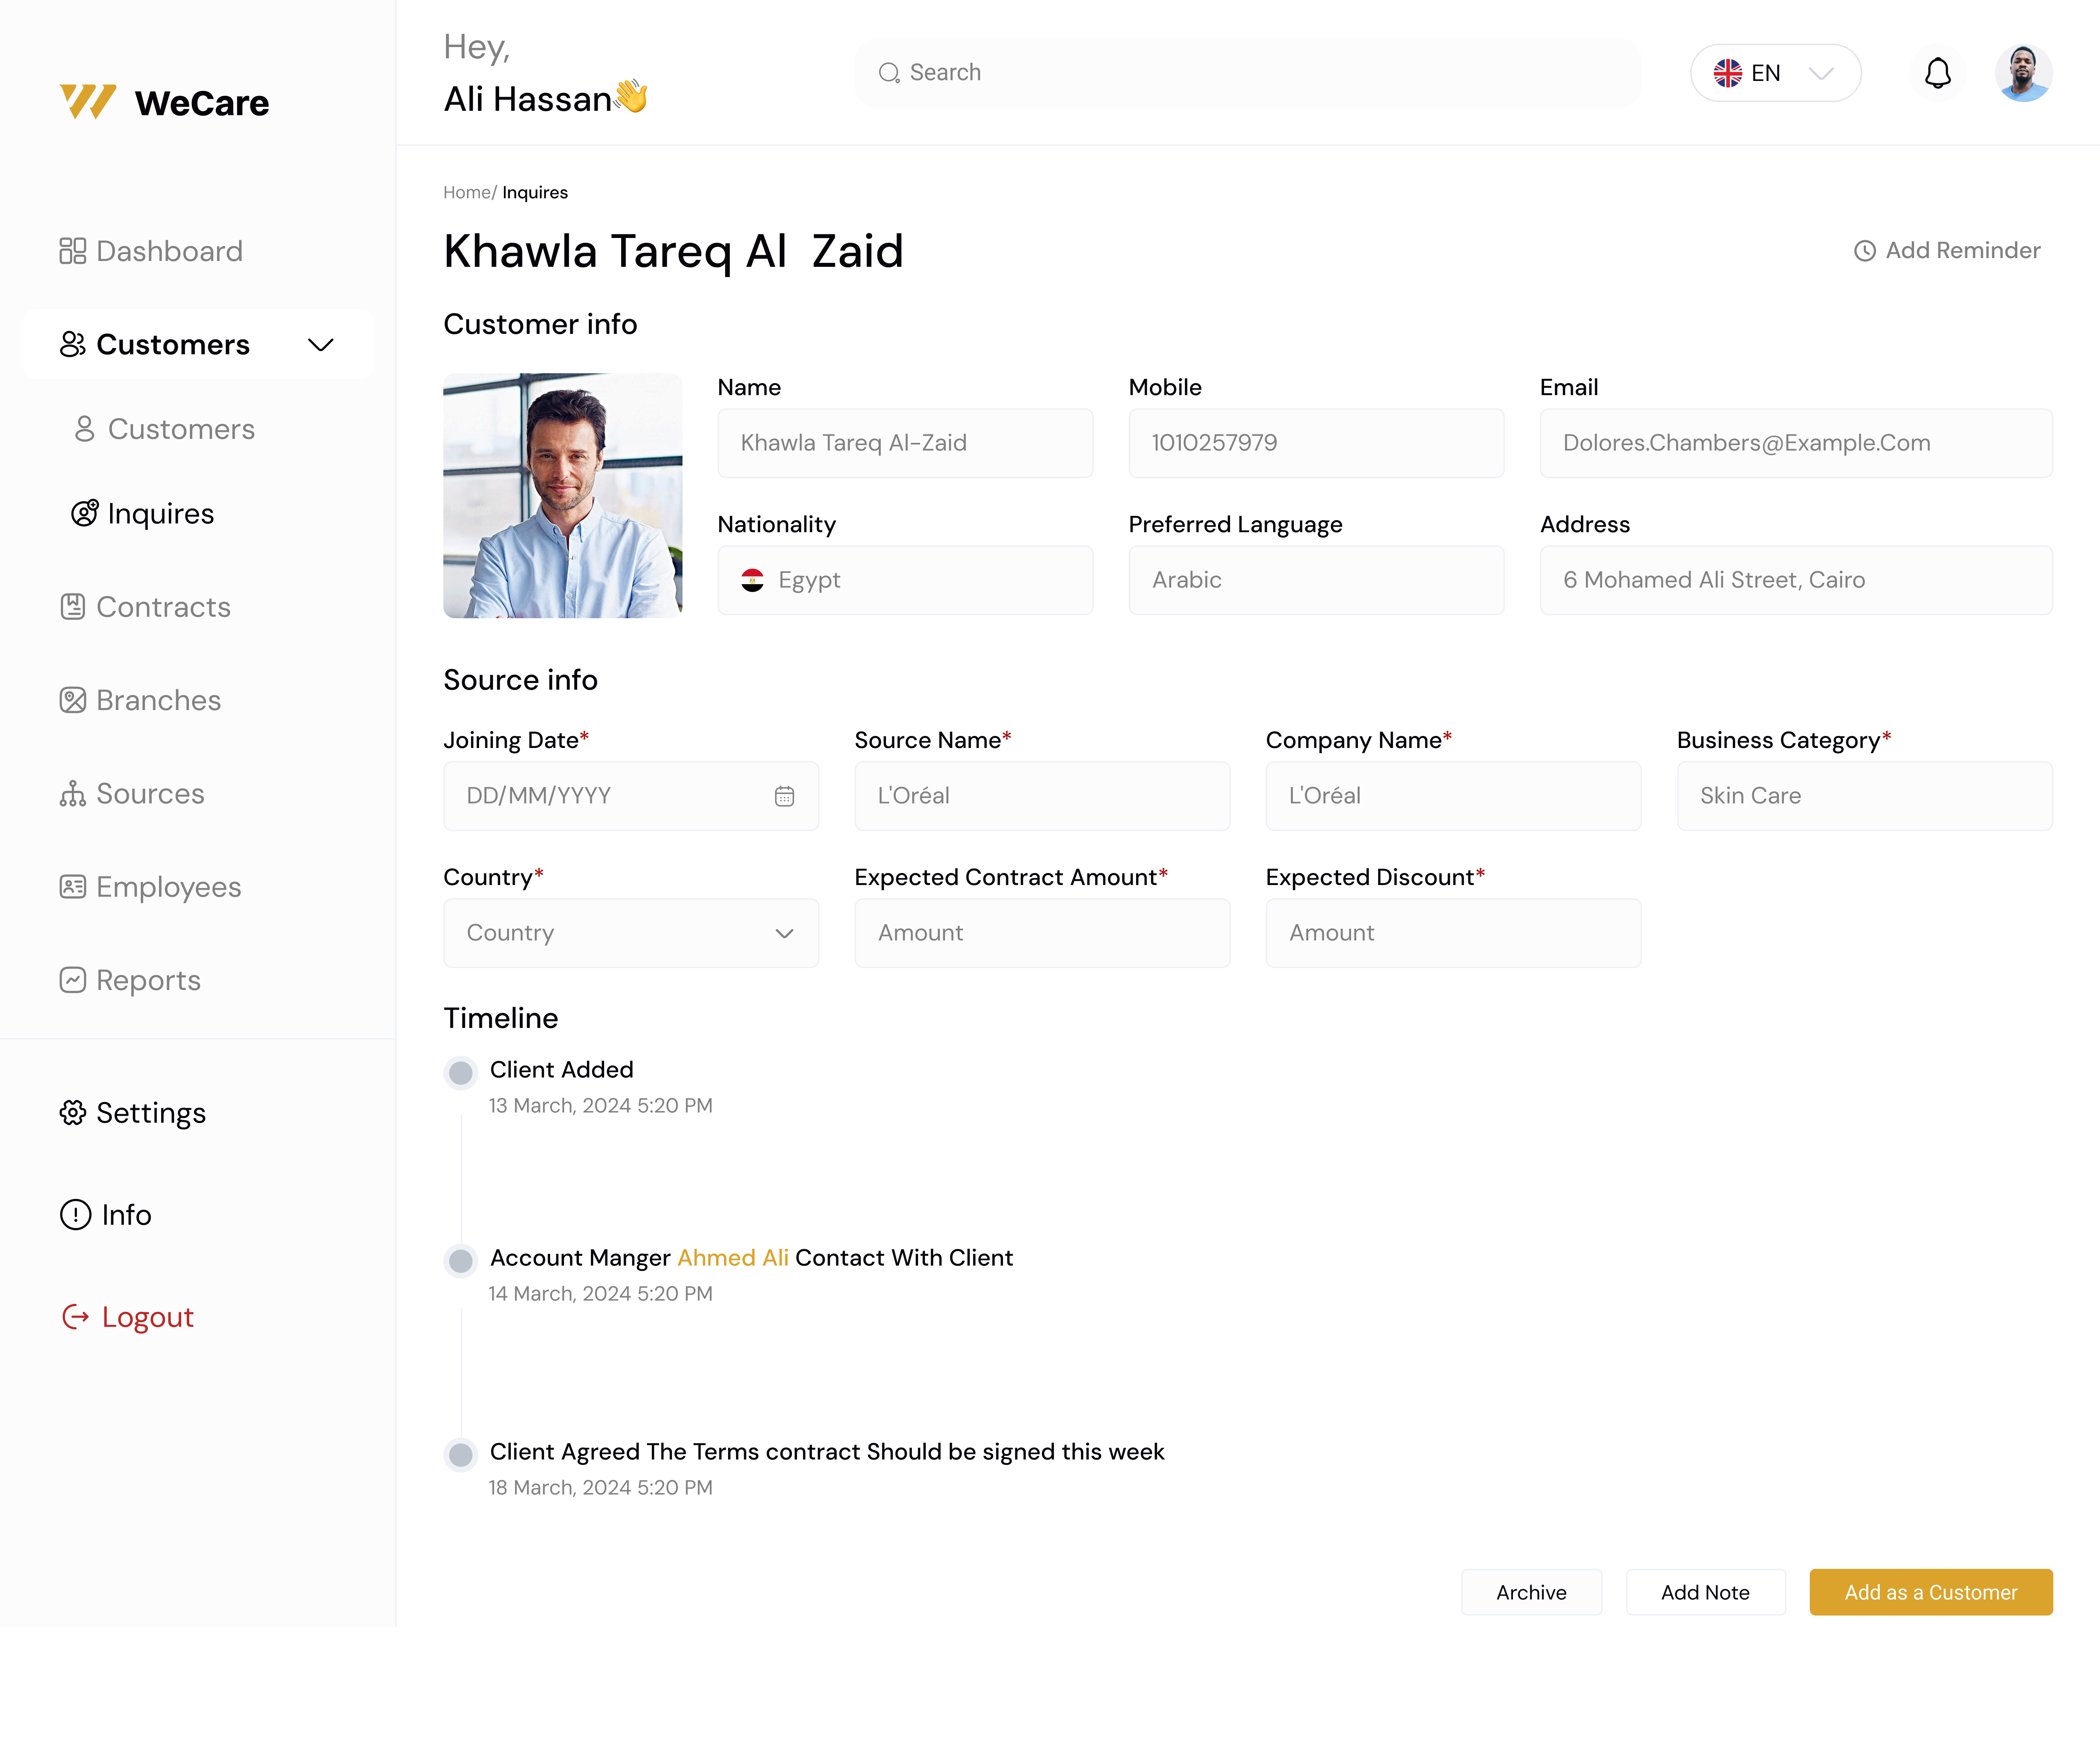 WeCare
Dashboard
Customers
Customers
Inquires
Contracts
Branches
Sources
Employees
Reports
Settings
Info
Logout
Hey,
Ali Hassan👋
Search
EN
Home/ Inquires
Khawla Tareq Al  Zaid
Add Reminder
Customer info
Name
Mobile
Email
Khawla Tareq Al-Zaid
1010257979
Dolores.Chambers@Example.Com
Nationality
Preferred Language
Address
Egypt
Arabic
6 Mohamed Ali Street, Cairo
Source info
Joining Date*
Source Name*
Company Name*
Business Category*
DD/MM/YYYY
L'Oréal
L'Oréal
Skin Care
Country*
Expected Contract Amount*
Expected Discount*
Country
Amount
Amount
Timeline
Client Added
13 March, 2024 5:20 PM
Account Manger Ahmed Ali Contact With Client
14 March, 2024 5:20 PM
Client Agreed The Terms contract Should be signed this week
18 March, 2024 5:20 PM
Archive
Add Note
Add as a Customer